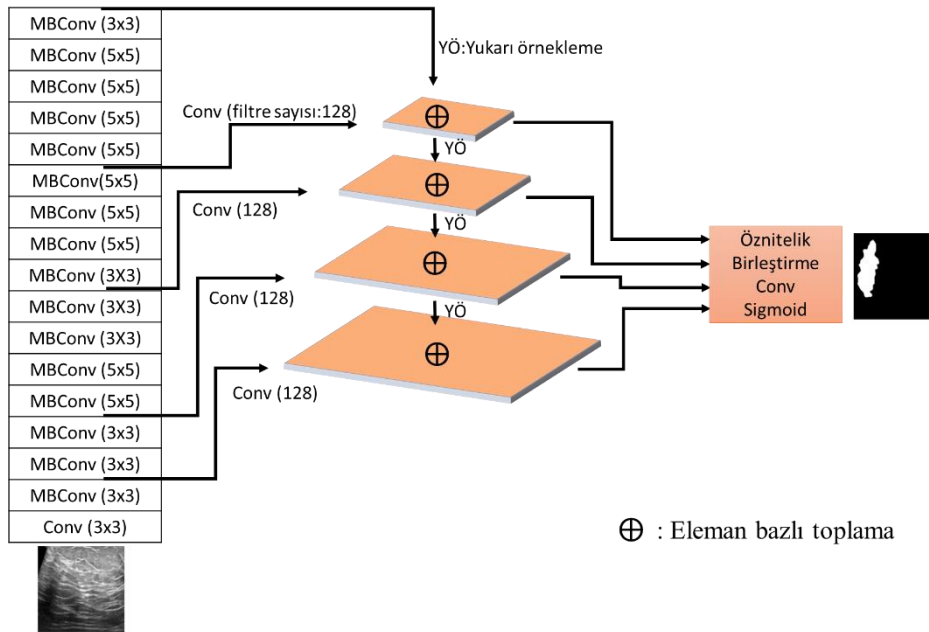 MBConv (3x3)
MBConv (5x5)
MBConv (5x5)
MBConv (5x5)
MBConv (5x5)
MBConv(5x5)
MBConv (5x5)
MBConv (5x5)
MBConv (3X3)
MBConv (3X3)
MBConv (3X3)
MBConv (5x5)
MBConv (5x5)
MBConv (3x3)
MBConv (3x3)
MBConv (3x3)
Conv (3x3)
YÖ:Yukarı örnekleme
Conv (filtre sayısı:128)
YÖ
Conv (128)
YÖ
Conv (128)
YÖ
Conv (128)
Öznitelik
Birleştirme
Conv
Sigmoid
⊕ : Eleman bazlı toplama